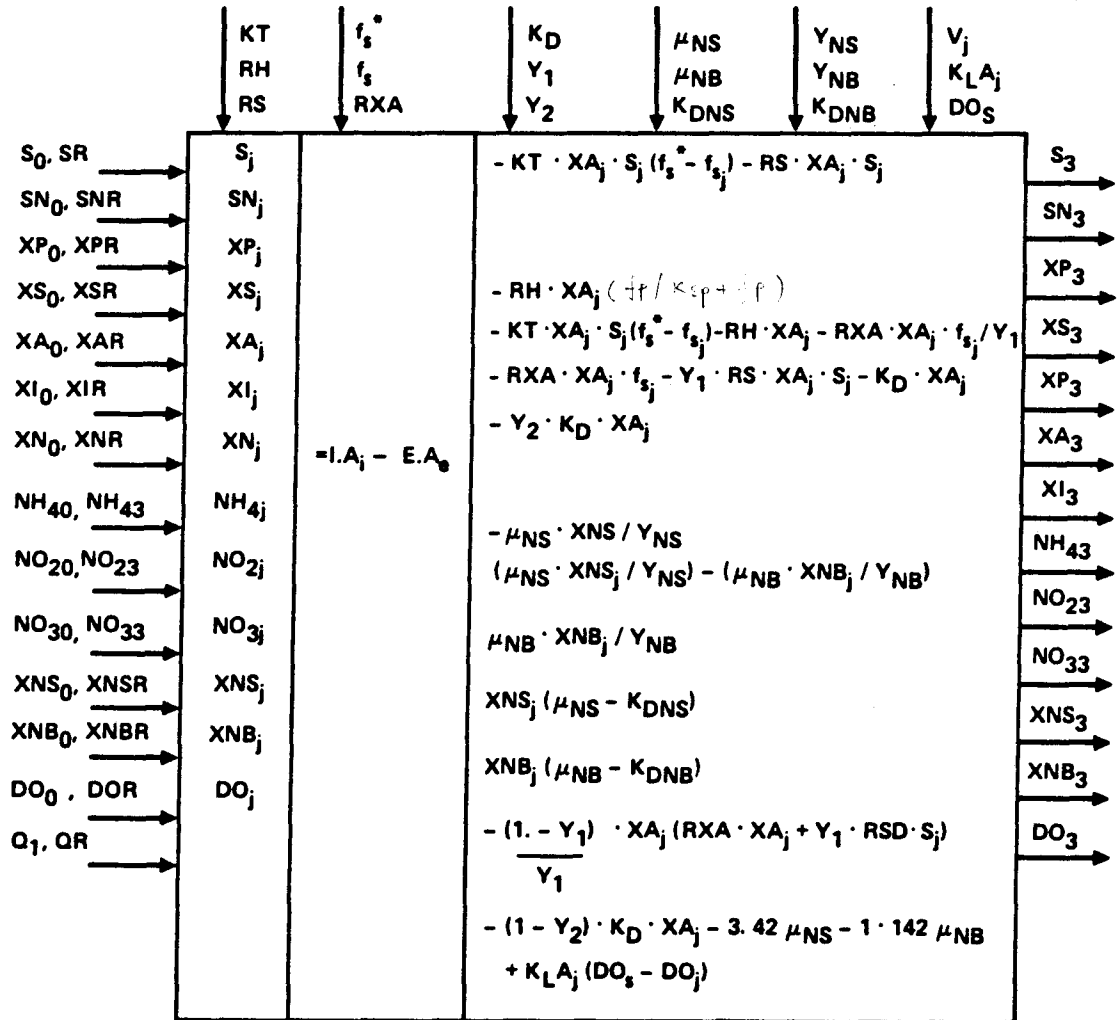 KT f_s^* K_D μ_NS Y_NS V_j
RH f_s Y_1 μ_NB Y_NB K_LA_j
RS RXA Y_2 K_DNS K_DNB DO_S
S_0, SR S_j - KT · XA_j · S_j (f_s^* - f_sj) - RS · XA_j · S_j S_3
SN_0, SNR SN_j SN_3
XP_0, XPR XP_j XP_3
XS_0, XSR XS_j - RH · XA_j (fp / Ksp + fp) XS_3
XA_0, XAR XA_j - KT · XA_j · S_j (f_s^* - f_sj) - RH · XA_j - RXA · XA_j · f_sj / Y_1 XP_3
XI_0, XIR XI_j - RXA · XA_j · f_sj - Y_1 · RS · XA_j · S_j - K_D · XA_j XA_3
XN_0, XNR XN_j =I.A_i - E.A_e - Y_2 · K_D · XA_j XI_3
NH_40, NH_43 NH_4j - μ_NS · XNS / Y_NS NH_43
NO_20, NO_23 NO_2j (μ_NS · XNS_j / Y_NS) - (μ_NB · XNB_j / Y_NB) NO_23
NO_30, NO_33 NO_3j μ_NB · XNB_j / Y_NB NO_33
XNS_0, XNSR XNS_j XNS_j (μ_NS - K_DNS) XNS_3
XNB_0, XNBR XNB_j XNB_j (μ_NB - K_DNB) XNB_3
DO_0 , DOR DO_j - (1. - Y_1) · XA_j (RXA · XA_j + Y_1 · RSD · S_j) DO_3
Q_1, QR Y_1
- (1 - Y_2) · K_D · XA_j - 3. 42 μ_NS - 1 · 142 μ_NB
+ K_LA_j (DO_s - DO_j)